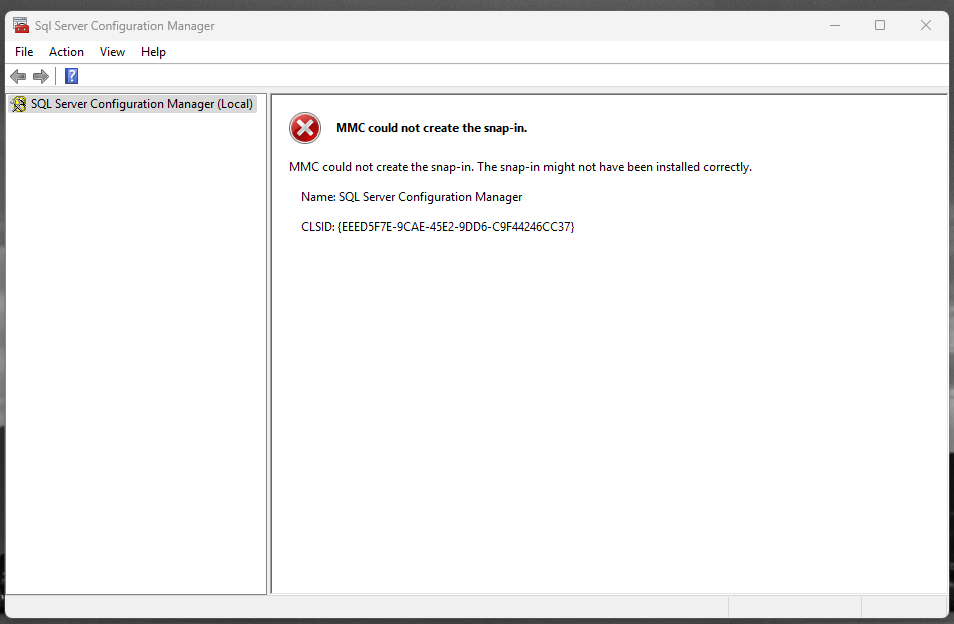 Sql Server Configuration Manager
File Action View Help
?
SQL Server Configuration Manager (Local)
MMC could not create the snap-in.
MMC could not create the snap-in. The snap-in might not have been installed correctly.
Name: SQL Server Configuration Manager
CLSID: {EEED5F7E-9CAE-45E2-9DD6-C9F44246CC37}